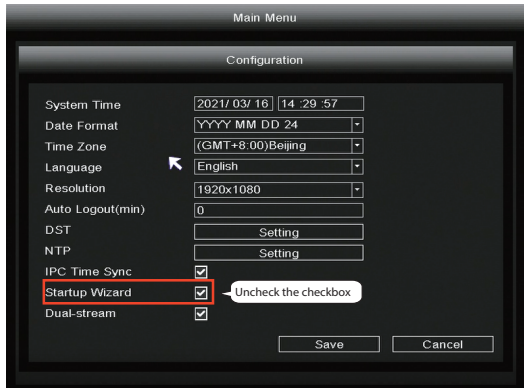 Main Menu
Configuration
System Time 2021/ 03/ 16 14 :29 :57
Date Format YYYY MM DD 24
Time Zone (GMT+8:00)Beijing
Language English
Resolution 1920x1080
Auto Logout(min) 0
DST Setting
NTP Setting
IPC Time Sync
Startup Wizard Uncheck the checkbox
Dual-stream
Save Cancel